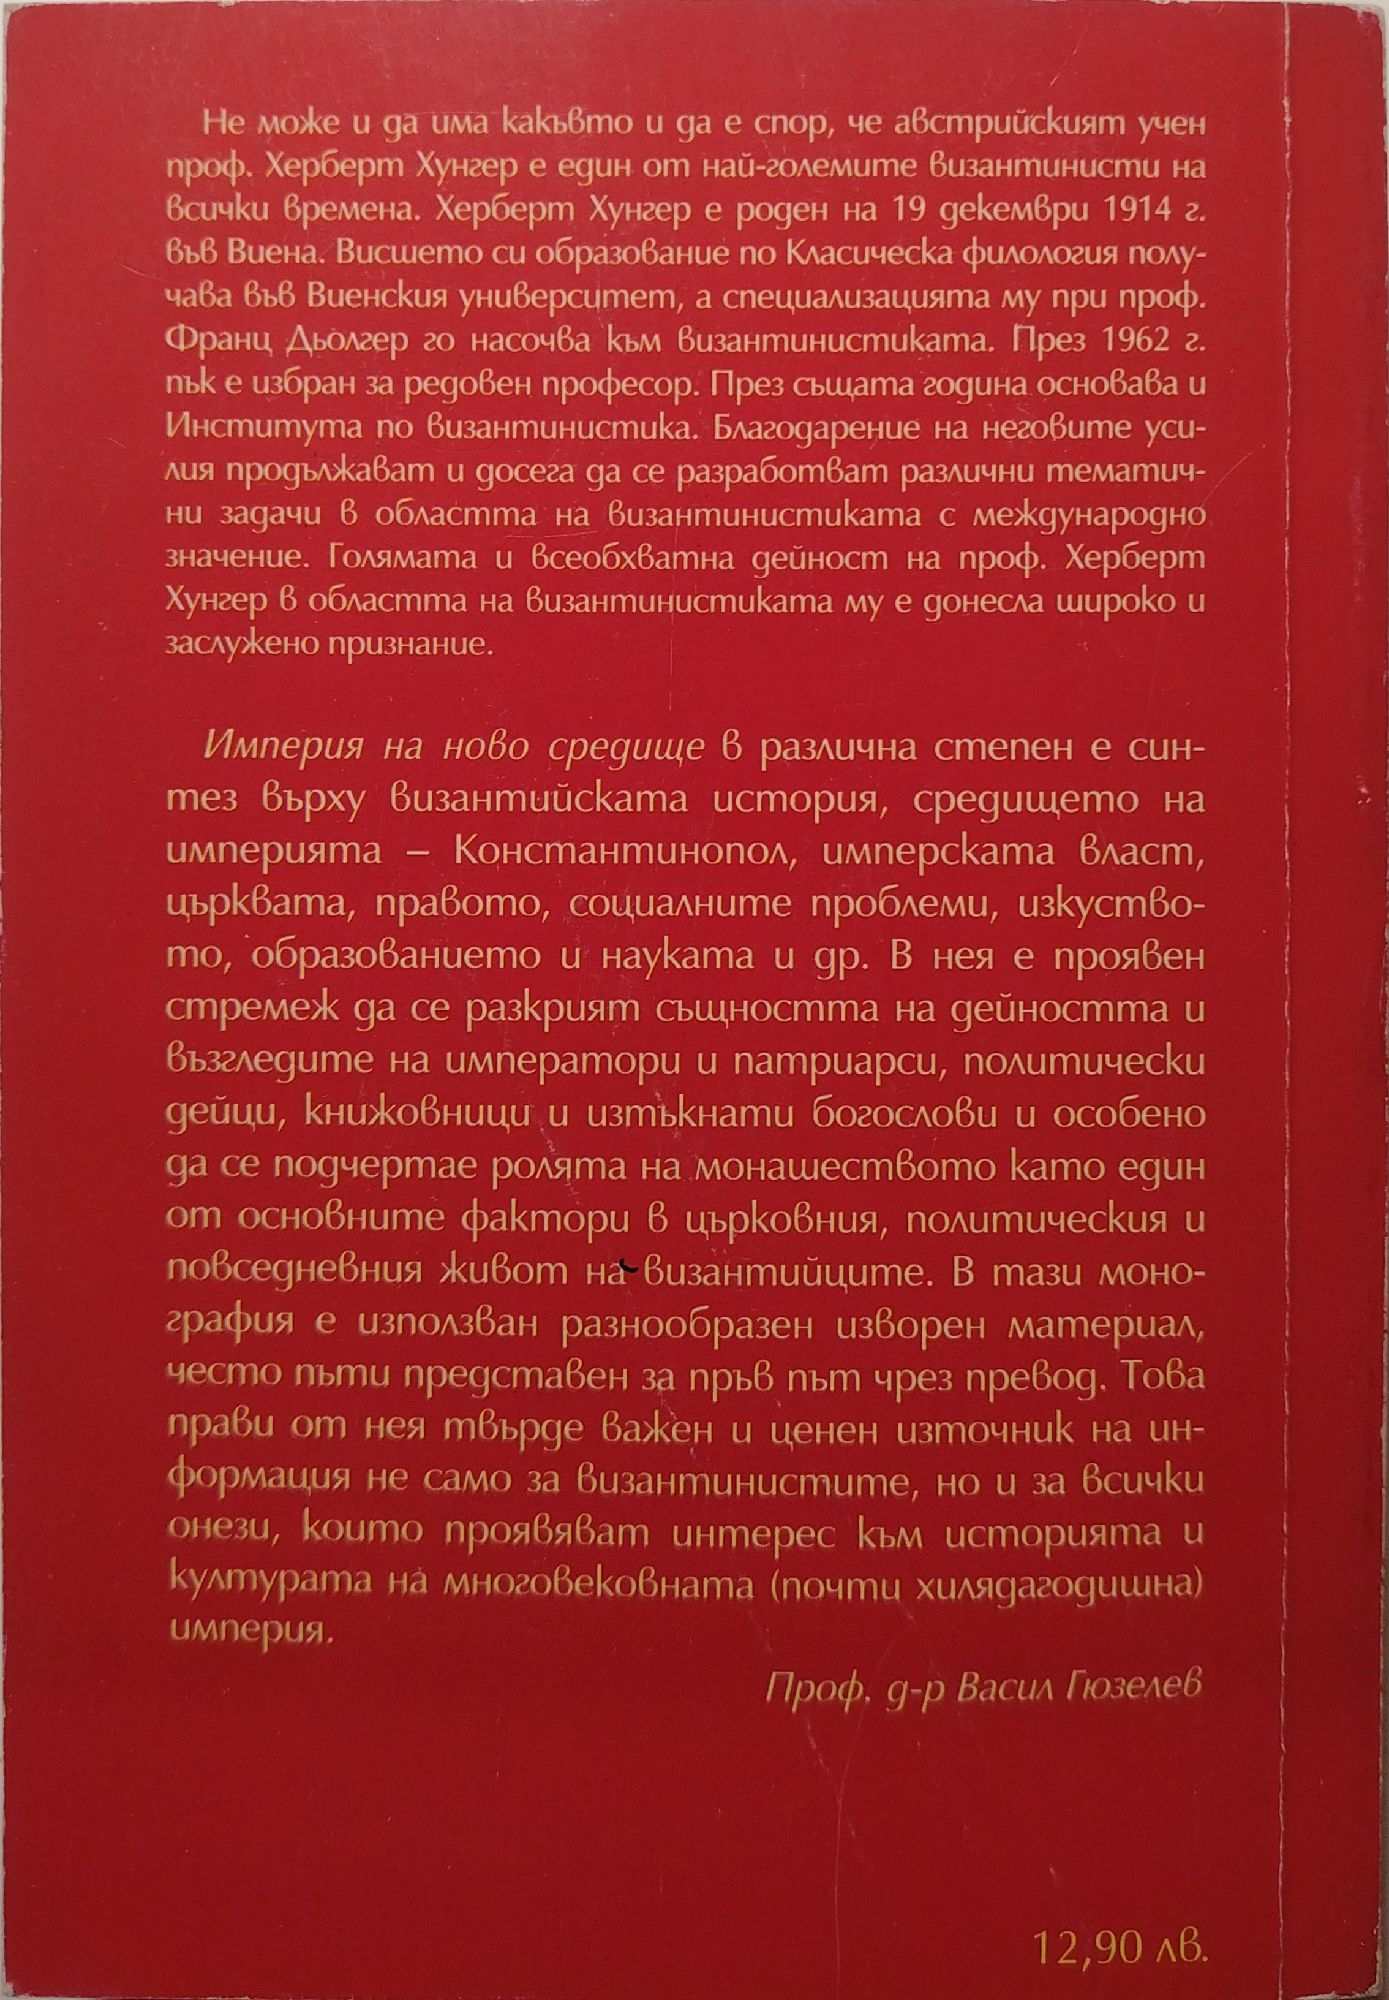 Не може и да има какъвто и да е спор, че австрийският учен
проф. Херберт Хунгер е един от най-големите византинисти на
всички времена. Херберт Хунгер е роден на 19 декември 1914 г.
във Виена. Висшето си образование по Класическа филология полу-
чава във Виенския университет, а специализацията му при проф.
Франц Дьолгер го насочва към византинистиката. През 1962 г.
пък е избран за редовен професор. През същата година основава и
Института по византинистика. Благодарение на неговите уси-
лия продължават и досега да се разработват различни тематич-
ни задачи в областта на византинистиката с международно
значение. Голямата и всеобхватна дейност на проф. Херберт
Хунгер в областта на византинистиката му е донесла широко и
заслужено признание.
Империя на ново средище в различна степен е син-
тез върху византийската история, средището на
империята – Константинопол, имперската власт,
църквата, правото, социалните проблеми, изкуство-
то, образованието и науката и др. В нея е проявен
стремеж да се разкрият същността на дейността и
възгледите на императори и патриарси, политически
дейци, книжовници и изтъкнати богослови и особено
да се подчертае ролята на монашеството като един
от основните фактори в църковния, политическия и
повседневния живот на византийците. В тази моно-
графия е използван разнообразен изворен материал,
често пъти представен за пръв път чрез превод. Това
прави от нея твърде важен и ценен източник на ин-
формация не само за византинистите, но и за всички
онези, които проявяват интерес към историята и
културата на многовековната (почти хилядагодишна)
империя.
Проф. д-р Васил Гюзелев
12,90 лв.